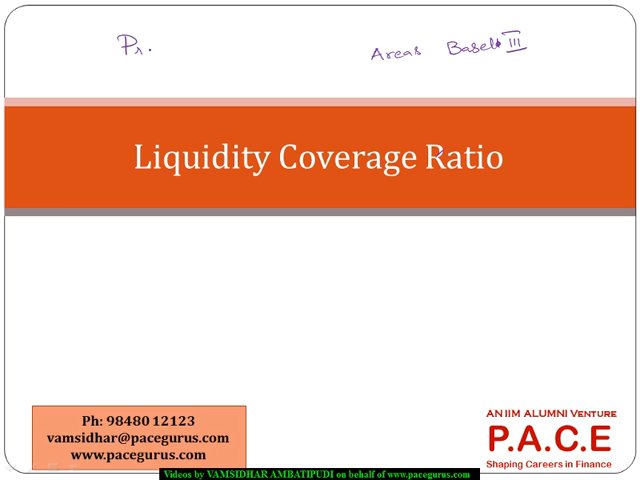 Pr.
Areas Basel III
Liquidity Coverage Ratio
Ph: 98480 12123
vamsidhar@pacegurus.com
www.pacegurus.com
AN IIM ALUMNI VENTURE
P.A.C.E
Shaping Careers in Finance
Videos by VAMSIDHAR AMBATIPUDI on behalf of www.pacegurus.com